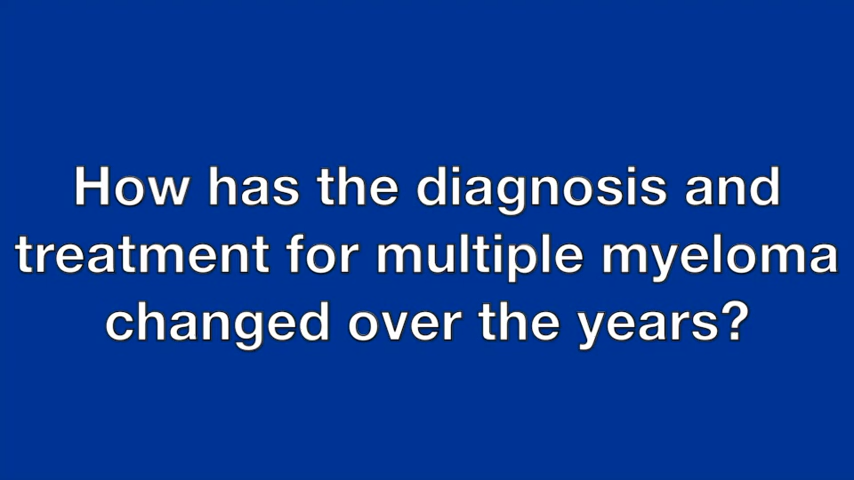 How has the diagnosis and
treatment for multiple myeloma
changed over the years?